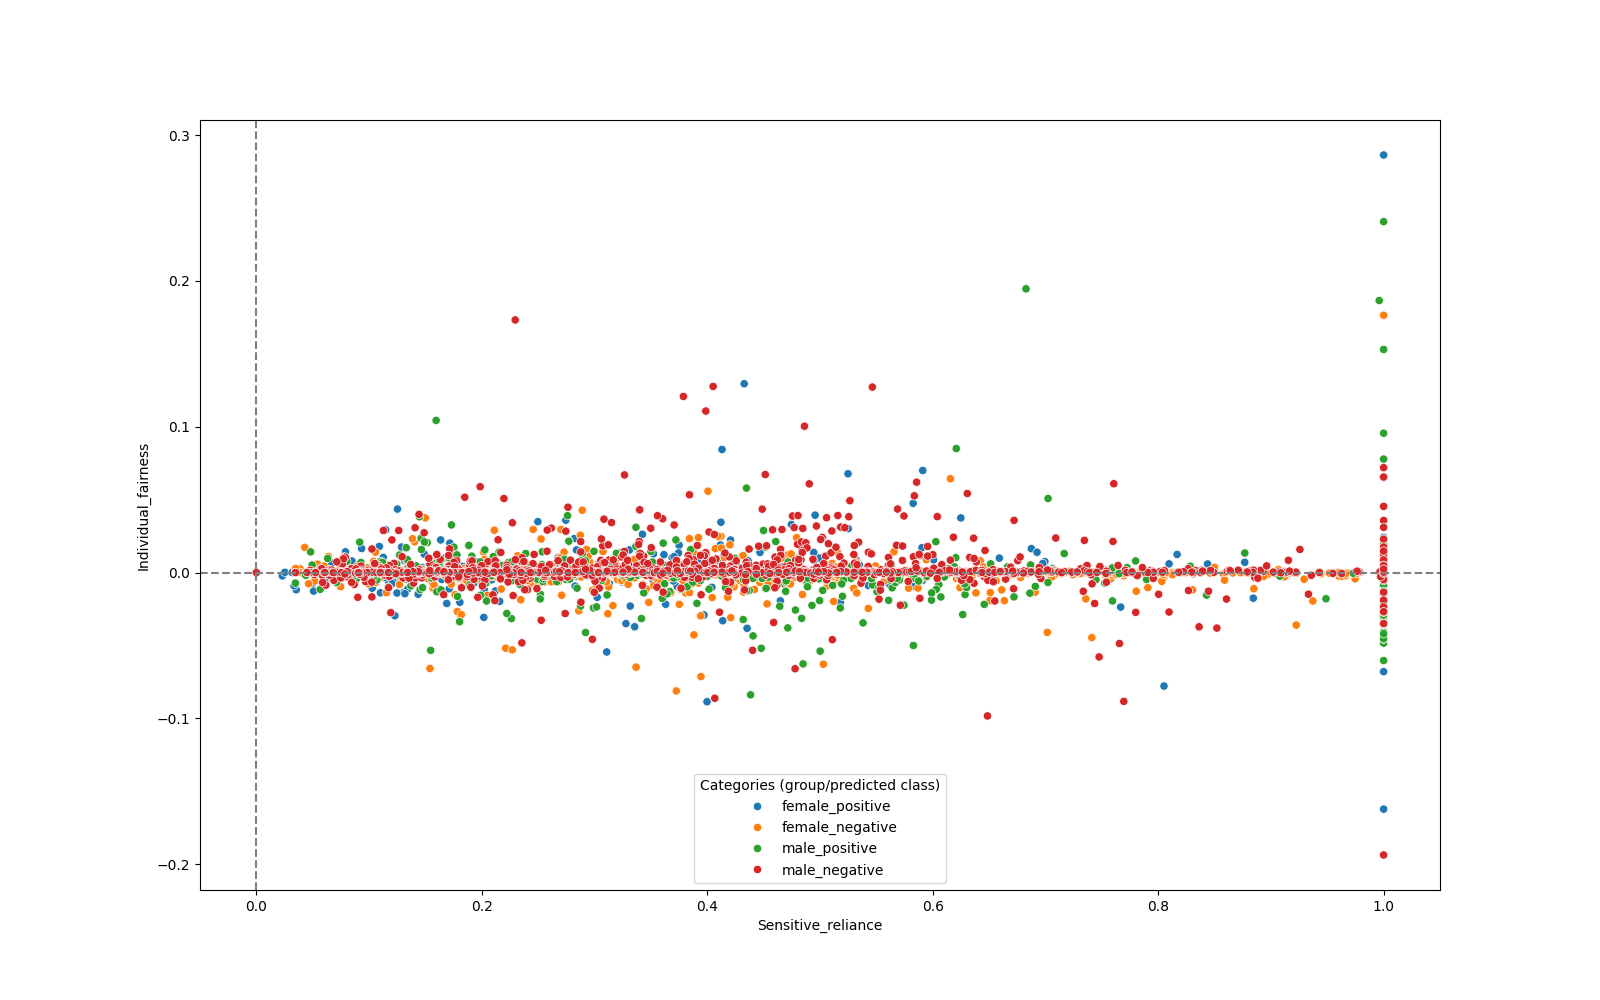 0.3
0.2
0.1
0.0
−0.1
−0.2
Individual_fairness
0.0
0.2
0.4
0.6
0.8
1.0
Sensitive_reliance
Categories (group/predicted class)
female_positive
female_negative
male_positive
male_negative